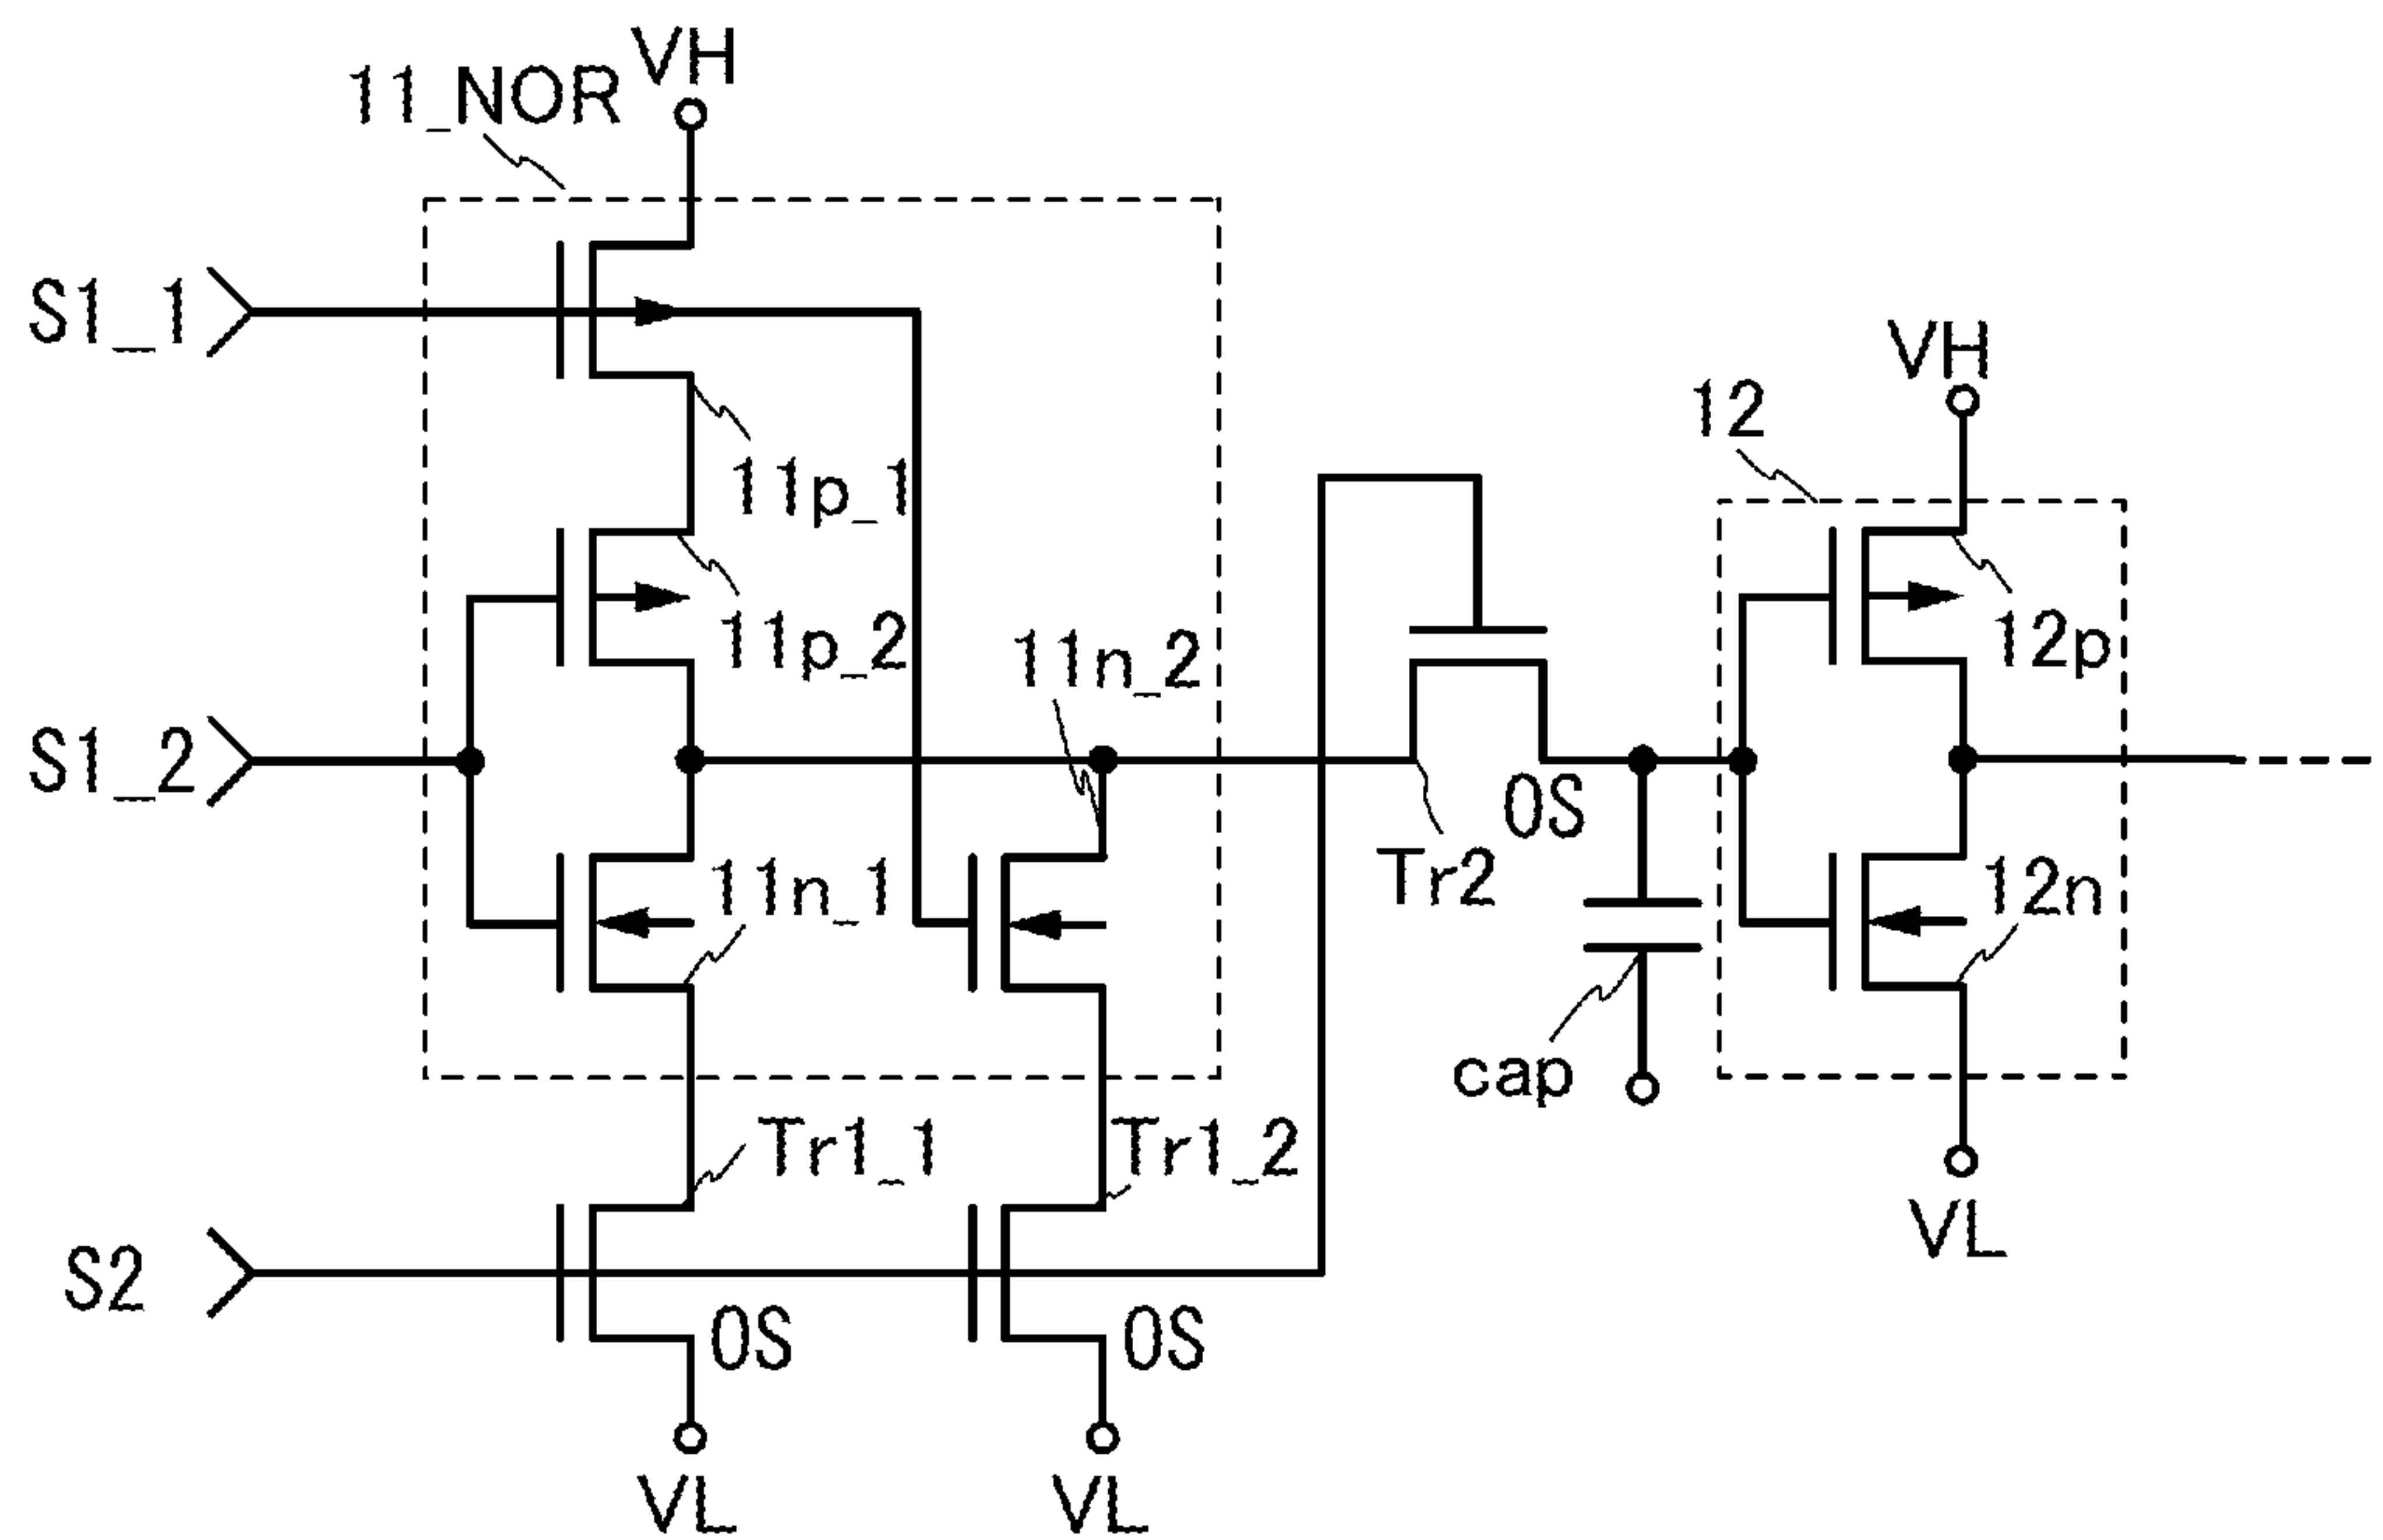 VH
11_NOR
S1_1
VH
12
11p_1
11p_2
11n_2
12p
S1_2
OS
11n_1
Tr2
12n
cap
Tr1_1
Tr1_2
VL
S2
OS
OS
VL
VL